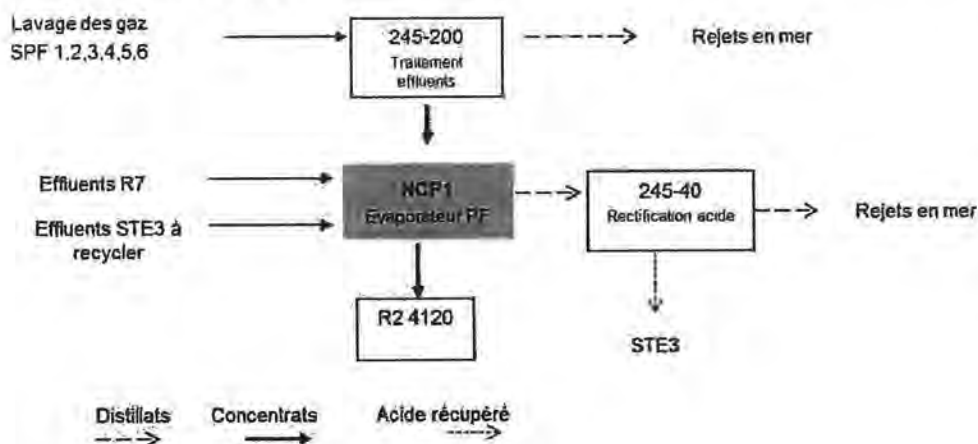 Lavage des gaz
SPF 1,2,3,4,5,6
245-200
Traitement
effluents
Rejets en mer
Effluents R7
Effluents STE3 à
recycler
NCP1
Evaporateur PF
245-40
Rectification acide
Rejets en mer
R2 4120
STE3
Distillats
Concentrats
Acide récupéré